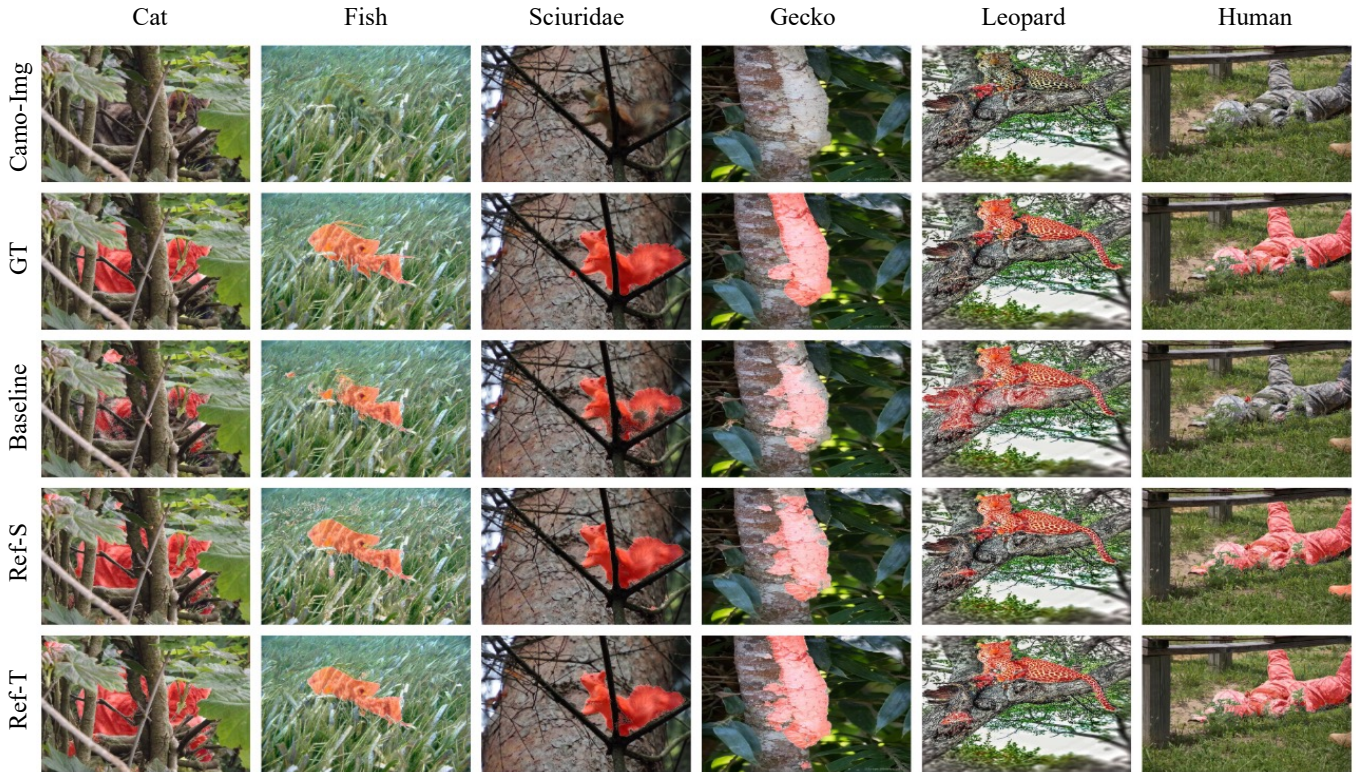 Cat Fish Sciuridae Gecko Leopard Human
Camo-Img
GT
Baseline
Ref-S
Ref-T